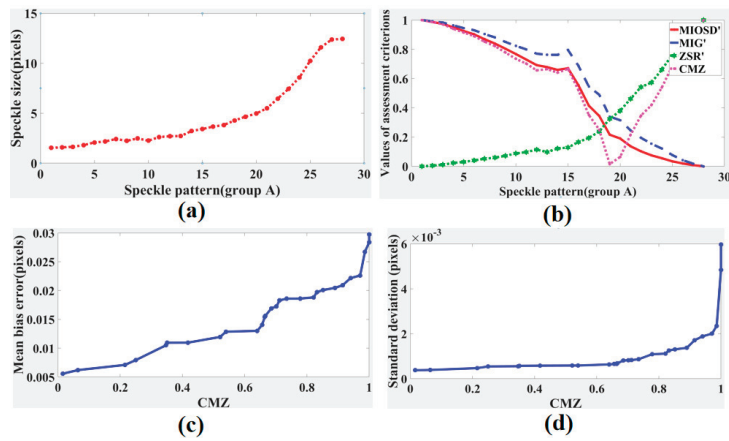 15
10
5
0
0 5 10 15 20 25 30
Speckle size(pixels)
Speckle pattern(group A)
(a)
1
0.8
0.6
0.4
0.2
0
0 5 10 15 20 25 30
Values of assessment criterions
Speckle pattern(group A)
MIOSD'
MIG'
ZSR'
CMZ
(b)
0.03
0.025
0.02
0.015
0.01
0.005
0 0.2 0.4 0.6 0.8 1
Mean bias error(pixels)
CMZ
(c)
×10-3
6
4
2
0
0 0.2 0.4 0.6 0.8 1
Standard deviation (pixels)
CMZ
(d)